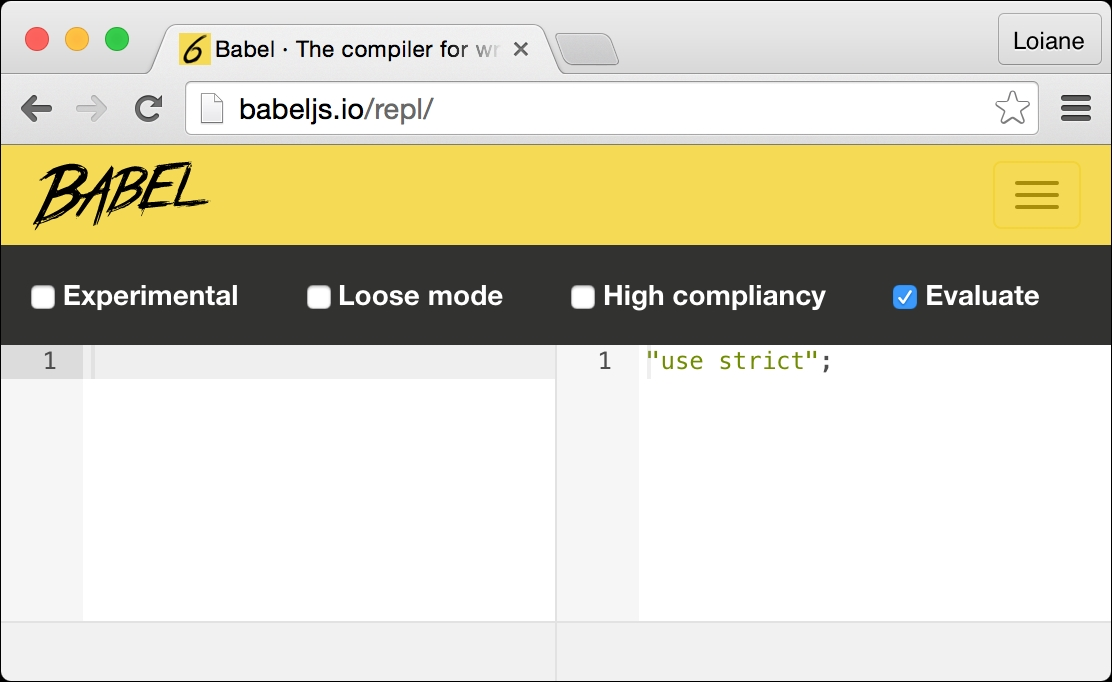 6 Babel · The compiler for wr
Loiane
babeljs.io/repl/
BABEL
Experimental Loose mode High compliancy Evaluate
1 1 "use strict";